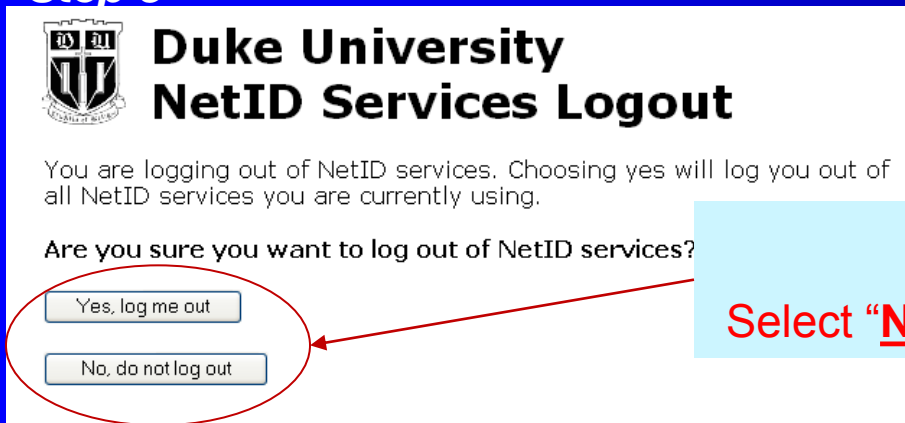 Duke University
NetID Services Logout
You are logging out of NetID services. Choosing yes will log you out of
all NetID services you are currently using.
Are you sure you want to log out of NetID services?
Yes, log me out
Select “N
No, do not log out